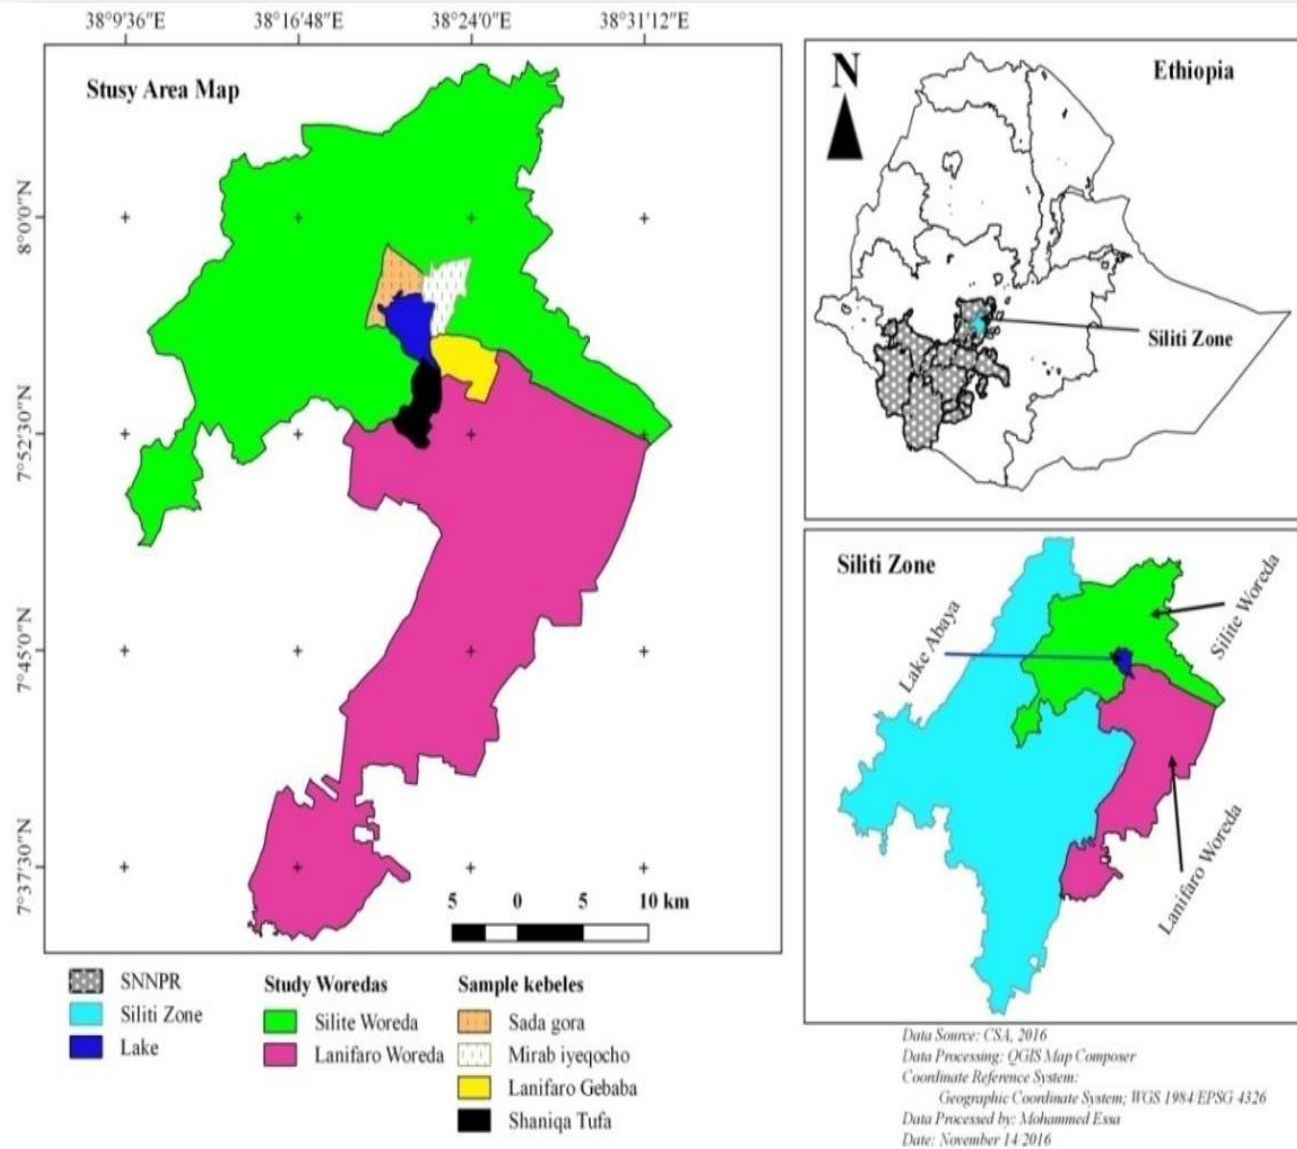 38°9'36"E 38°16'48"E 38°24'0"E 38°31'12"E
Stusy Area Map
8°0'0"N
7°52'30"N
7°45'0"N
7°37'30"N
5 0 5 10 km
N
Ethiopia
Siliti Zone
Siliti Zone
Lake Abaya
Silite Woreda
Lanifaro Woreda
SNNPR
Siliti Zone
Lake
Study Woredas
Silite Woreda
Lanifaro Woreda
Sample kebeles
Sada gora
Mirab iyeqocho
Lanifaro Gebaba
Shaniqa Tufa
Data Source: CSA, 2016
Data Processing: QGIS Map Composer
Coordinate Reference System:
Geographic Coordinate System; WGS 1984 EPSG 4326
Data Processed by: Mohammed Essa
Date: November 14 2016